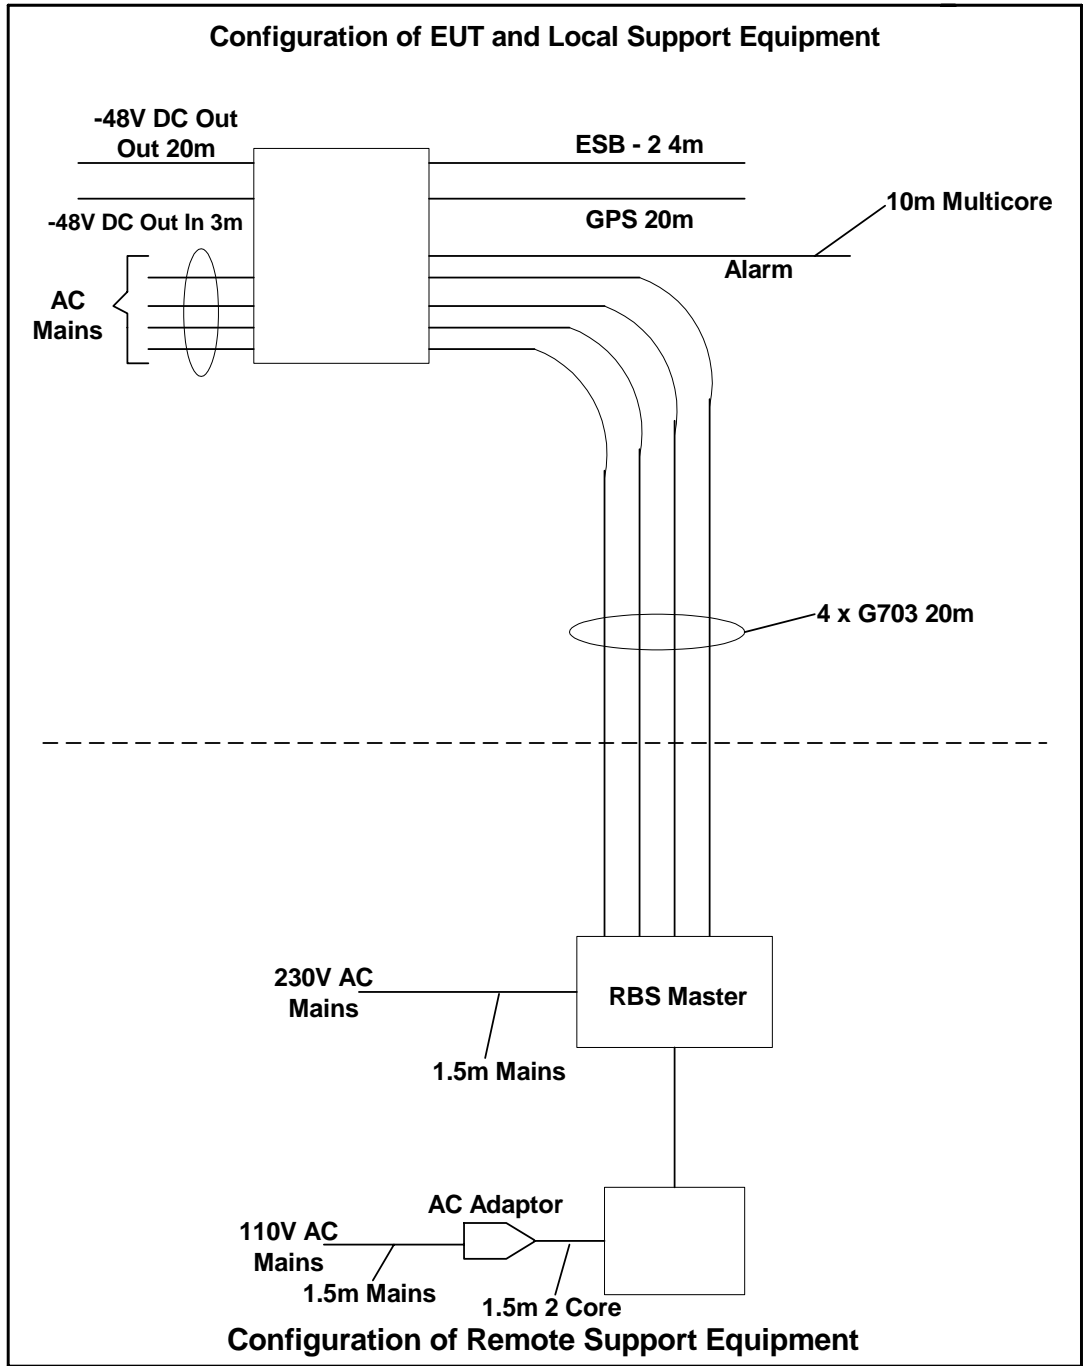 Configuration of EUT and Local Support Equipment
-48V DC Out
Out 20m
ESB - 2 4m
-48V DC Out In 3m
GPS 20m
10m Multicore
Alarm
AC
Mains
4 x G703 20m
230V AC
Mains
RBS Master
1.5m Mains
AC Adaptor
110V AC
Mains
1.5m Mains
1.5m 2 Core
Configuration of Remote Support Equipment